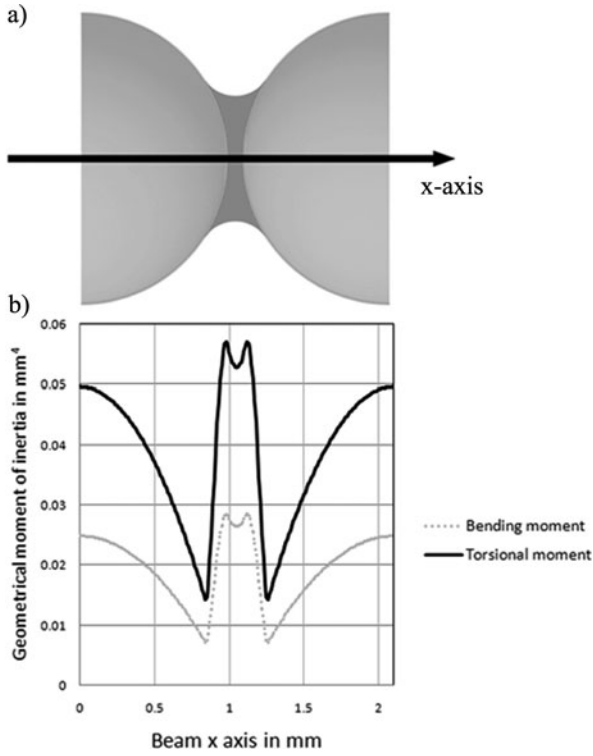 a)
x-axis
b)
Geometrical moment of inertia in mm⁴
0.06
0.05
0.04
0.03
0.02
0.01
0
0 0.5 1 1.5 2
Beam x axis in mm
Bending moment
Torsional moment